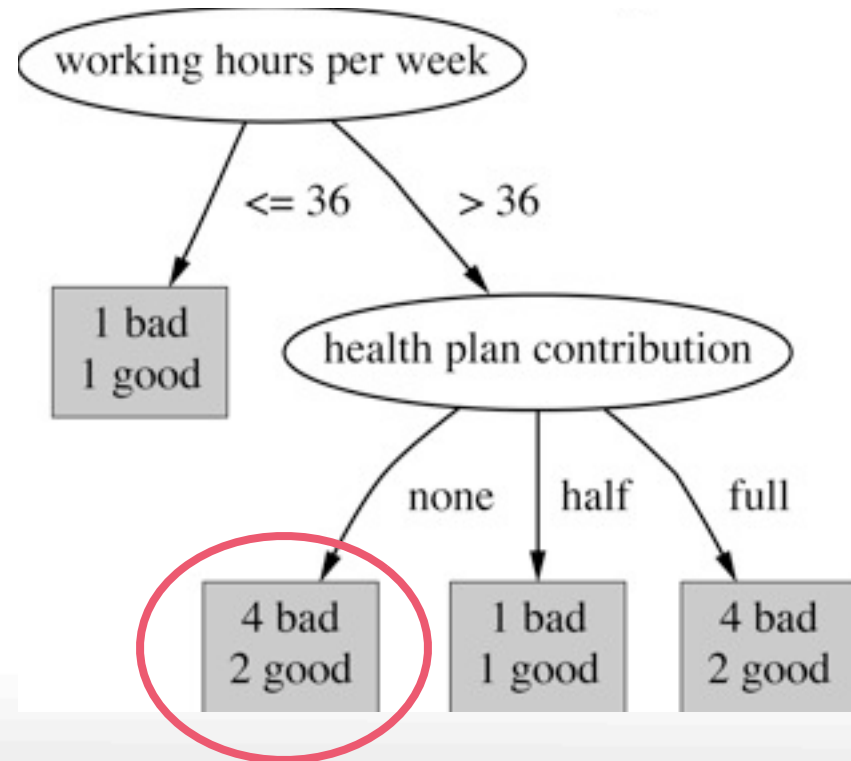 working hours per week
<= 36
> 36
1 bad
1 good
health plan contribution
none
half
full
4 bad
2 good
1 bad
1 good
4 bad
2 good